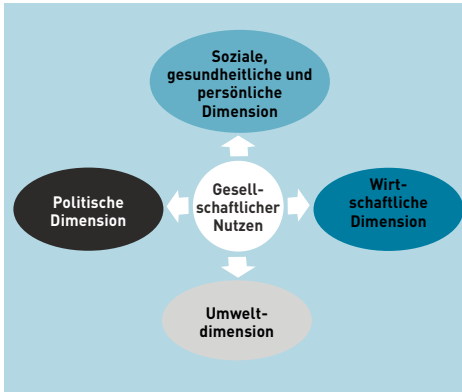 Soziale,
gesundheitliche und
persönliche
Dimension
Politische
Dimension
Gesell-
schaftlicher
Nutzen
Wirt-
schaftliche
Dimension
Umwelt-
dimension